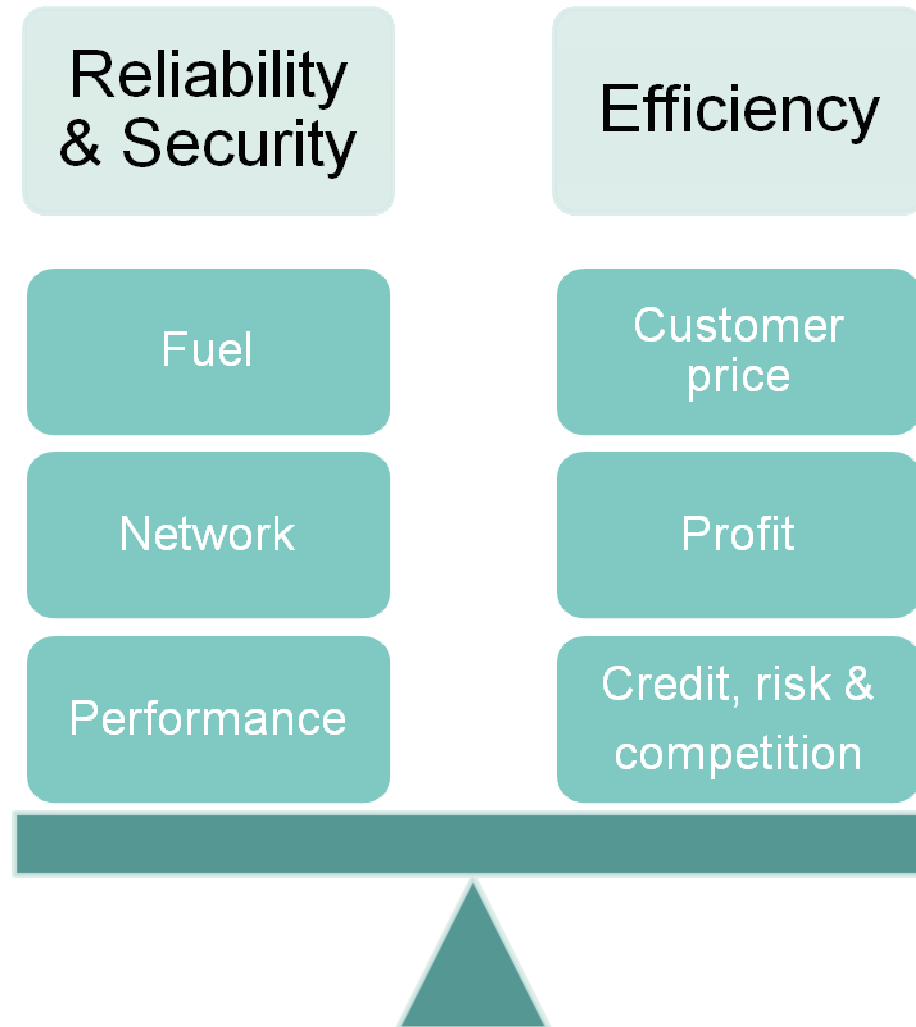 Reliability
& Security
Efficiency
Fuel
Customer
price
Network
Profit
Performance
Credit, risk &
competition